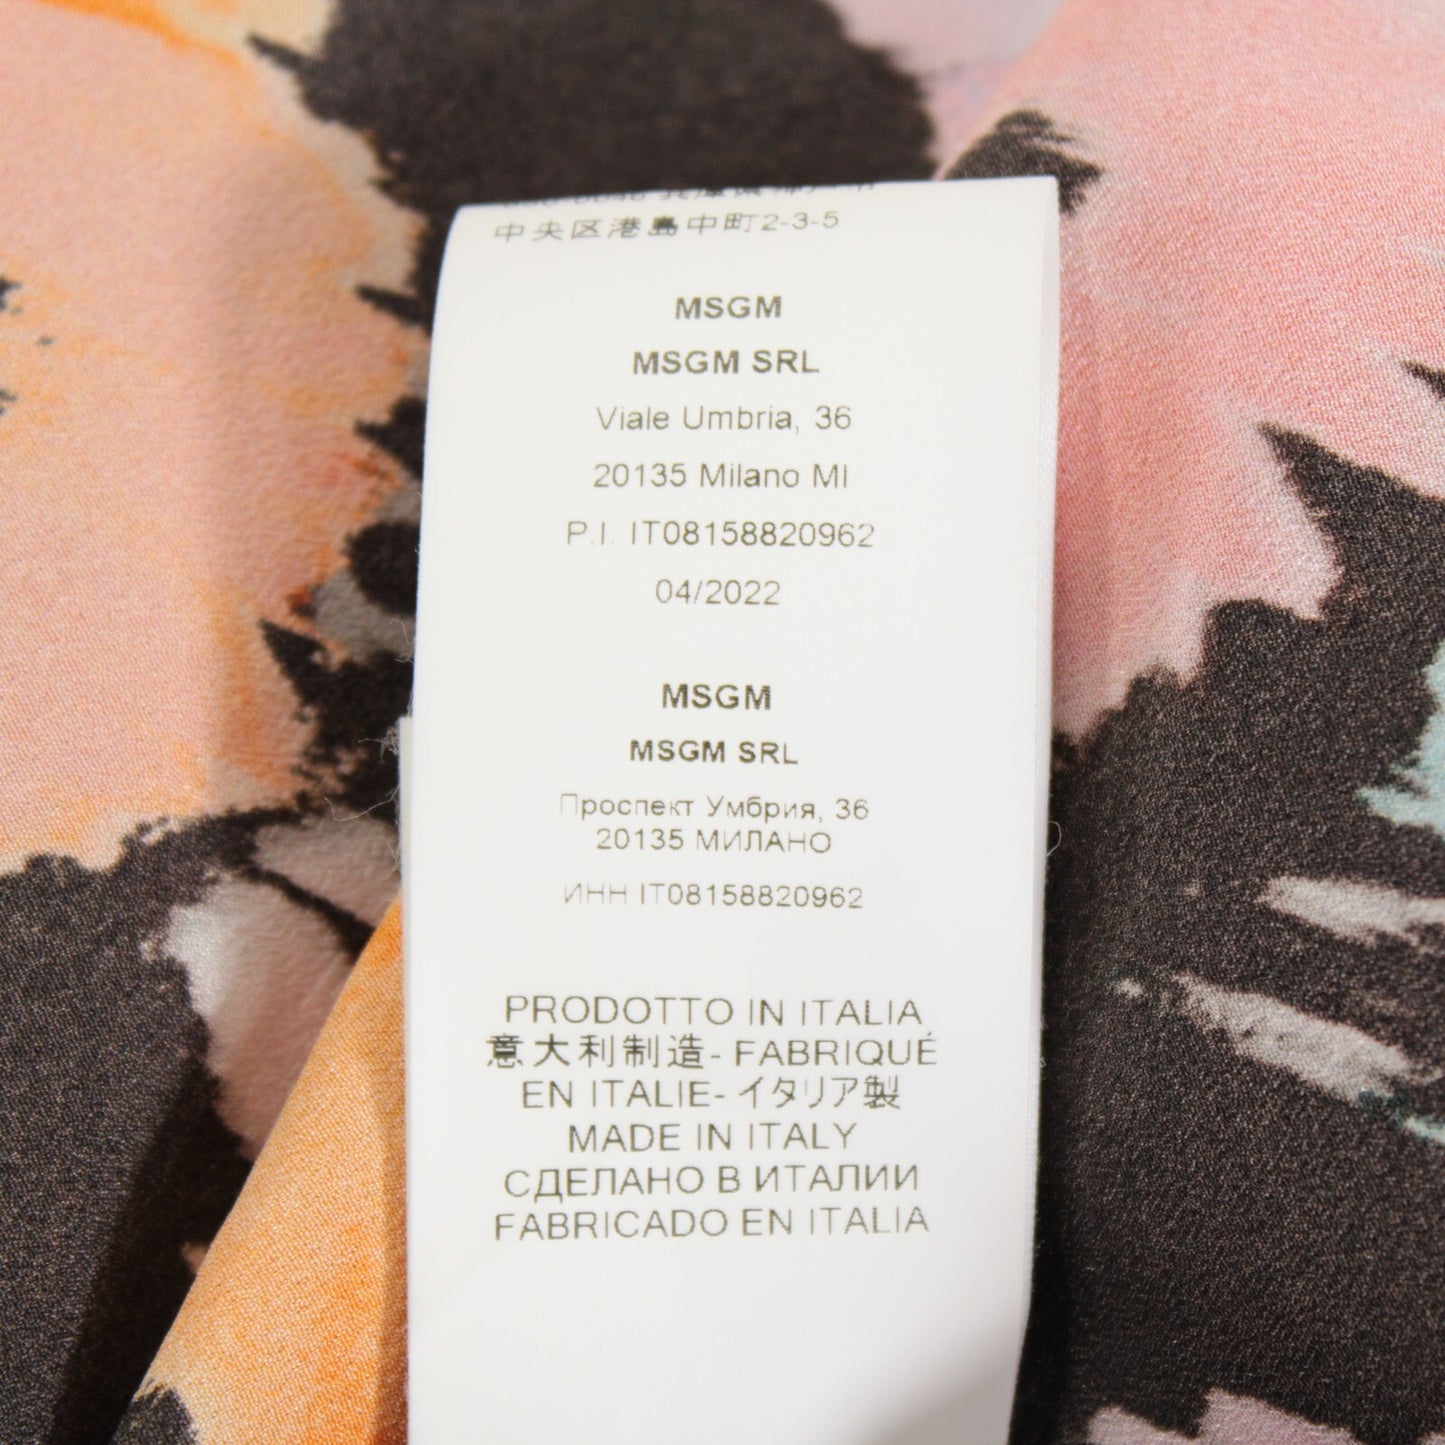 中央区港島中町2-3-5
MSGM
MSGM SRL
Viale Umbria, 36
20135 Milano MI
P.I. IT08158820962
04/2022
MSGM
MSGM SRL
Проспект Умбрия, 36
20135 МИЛАНО
ИНН IT08158820962
PRODOTTO IN ITALIA
意大利制造- FABRIQUÉ
EN ITALIE- イタリア製
MADE IN ITALY
СДЕЛАНО В ИТАЛИИ
FABRICADO EN ITALIA